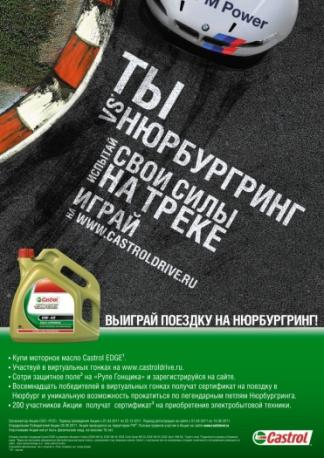 M Power
ТЫ
VS.
НЮРБУРГРИНГ
ИСПЫТАЙ
СВОИ СИЛЫ
НА ТРЕКЕ
ИГРАЙ
НА WWW.CASTROLDRIVE.RU
Castrol
EDGE
ВЫИГРАЙ ПОЕЗДКУ НА НЮРБУРГРИНГ!
• Купи моторное масло Castrol EDGE¹.
• Участвуй в виртуальных гонках на www.castroldrive.ru.
• Сотри защитное поле² на «Руле Гонщика» и зарегистрируйся на сайте.
• Восемнадцать победителей в виртуальных гонках получат сертификат на поездку в
Нюрбург и уникальную возможность прокатиться по легендарным петлям Нюрбургринга.
• 200 участников Акции получат сертификат³ на приобретение электробытовой техники.
Castrol